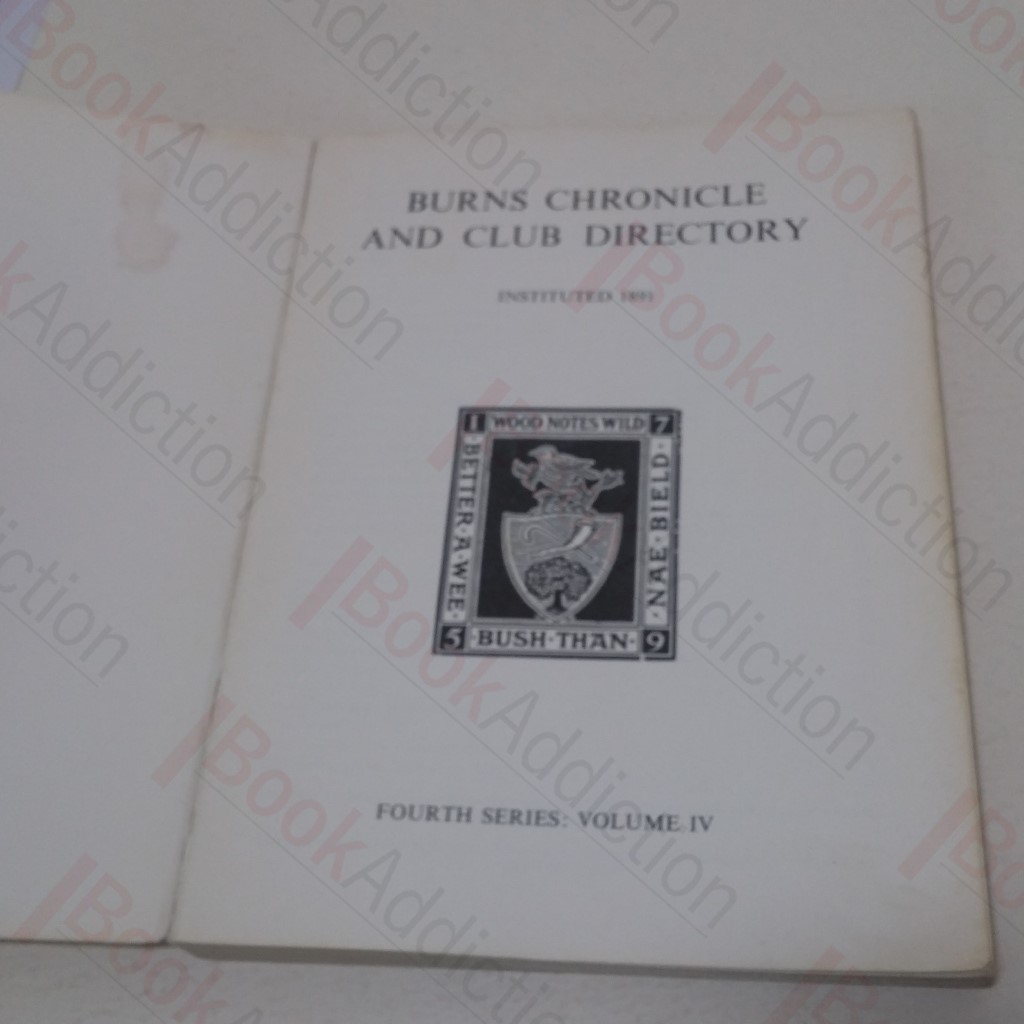 BURNS CHRONICLE
AND CLUB DIRECTORY
INSTITUTED 1891
1 WOOD NOTES WILD 7
BETTER·A·WEE·
5 ·BUSH·THAN· 9
·NAE·BIELD·
FOURTH SERIES: VOLUME IV
BookAddiction